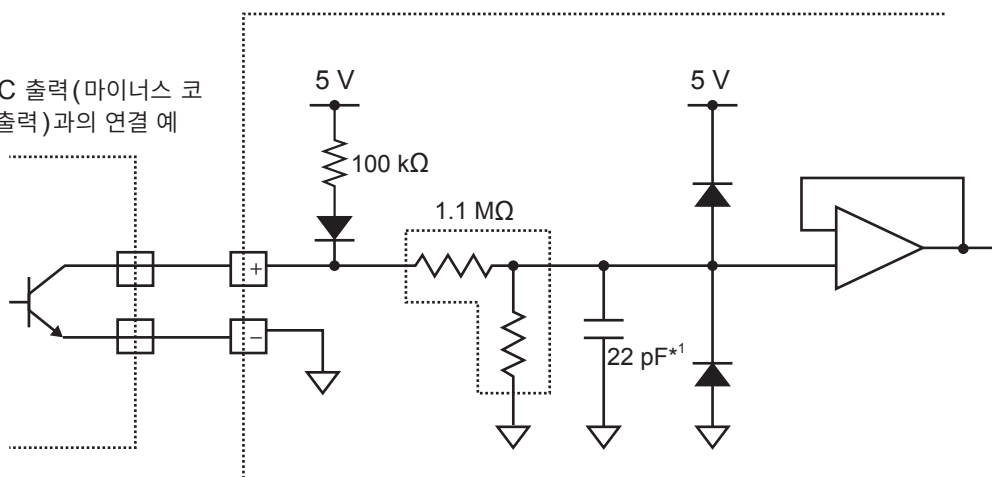 C 출력(마이너스 코
출력)과의 연결 예
5 V
5 V
100 kΩ
1.1 MΩ
+
−
22 pF*1